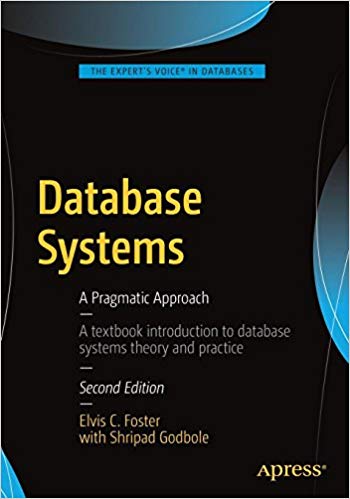 THE EXPERT'S VOICE® IN DATABASES
Database
Systems
A Pragmatic Approach
—
A textbook introduction to database
systems theory and practice
—
Second Edition
—
Elvis C. Foster
with Shripad Godbole
Apress®